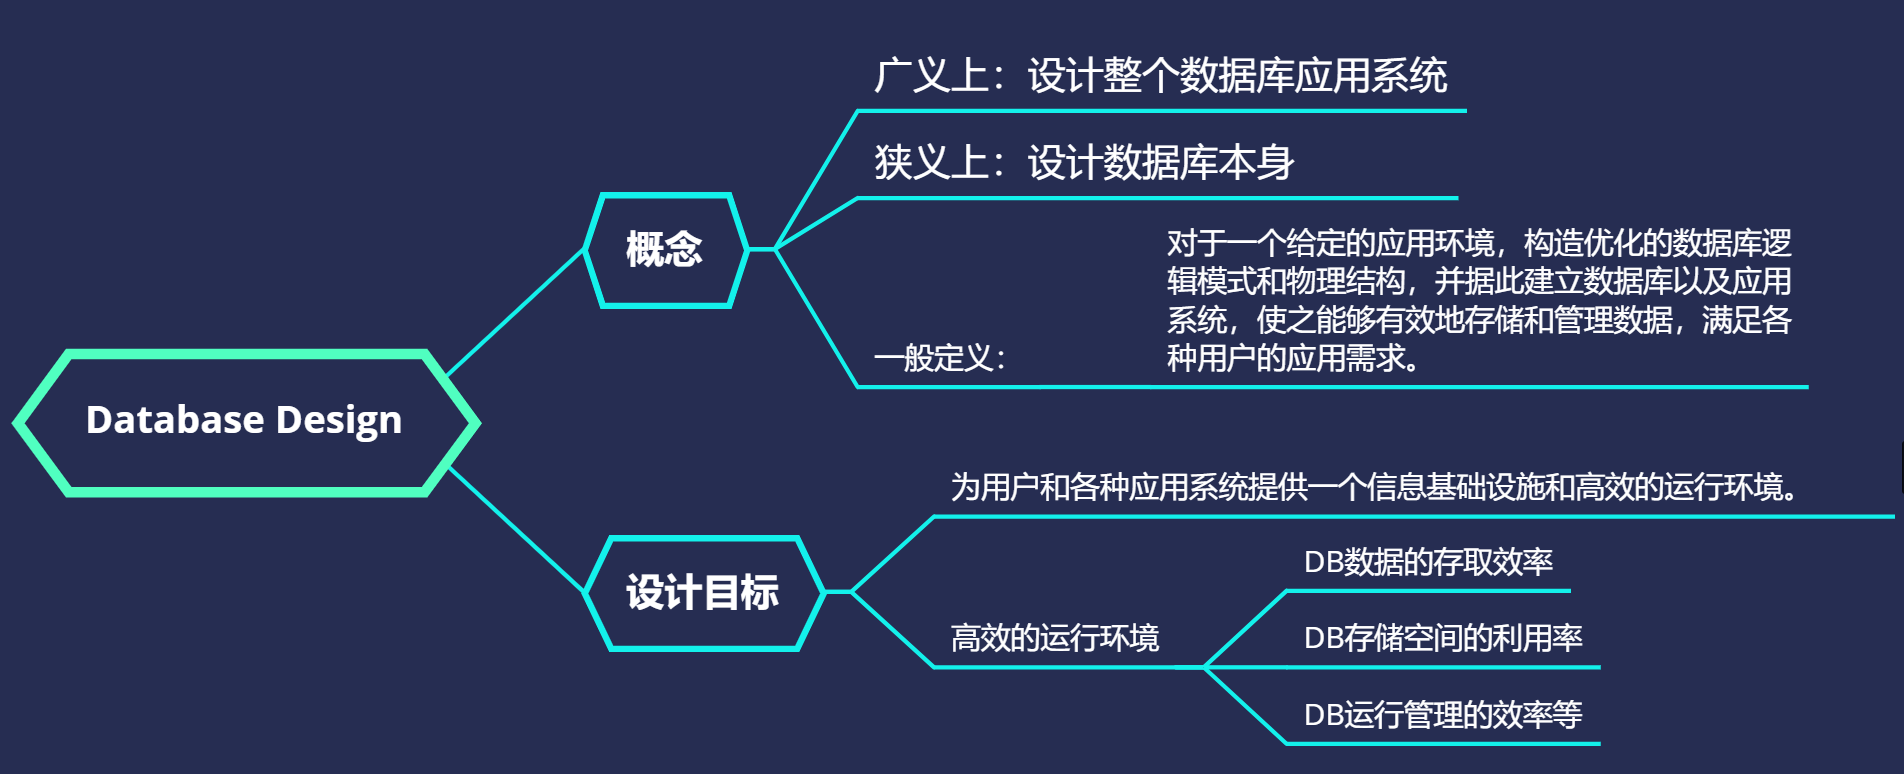 广义上：设计整个数据库应用系统
狭义上：设计数据库本身
概念
对于一个给定的应用环境，构造优化的数据库逻
辑模式和物理结构，并据此建立数据库以及应用
系统，使之能够有效地存储和管理数据，满足各
种用户的应用需求。
一般定义：
Database Design
为用户和各种应用系统提供一个信息基础设施和高效的运行环境。
设计目标
高效的运行环境
DB数据的存取效率
DB存储空间的利用率
DB运行管理的效率等